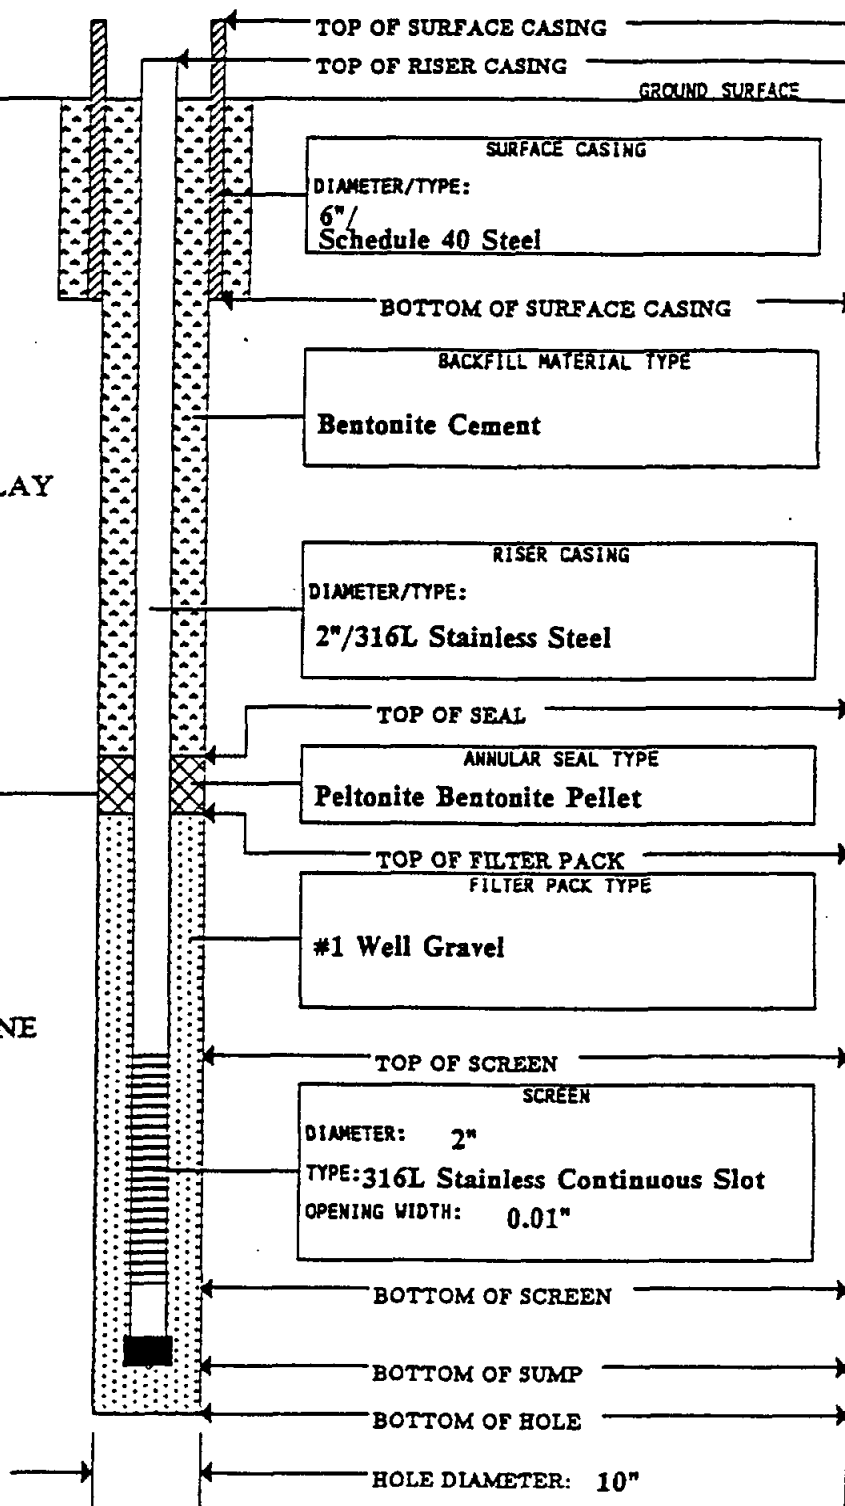 TOP OF SURFACE CASING
TOP OF RISER CASING
GROUND SURFACE
SURFACE CASING
DIAMETER/TYPE:
6"/
Schedule 40 Steel
BOTTOM OF SURFACE CASING
BACKFILL MATERIAL TYPE
Bentonite Cement
LAY
RISER CASING
DIAMETER/TYPE:
2"/316L Stainless Steel
TOP OF SEAL
ANNULAR SEAL TYPE
Peltonite Bentonite Pellet
TOP OF FILTER PACK
FILTER PACK TYPE
#1 Well Gravel
NE
TOP OF SCREEN
SCREEN
DIAMETER: 2"
TYPE:316L Stainless Continuous Slot
OPENING WIDTH: 0.01"
BOTTOM OF SCREEN
BOTTOM OF SUMP
BOTTOM OF HOLE
HOLE DIAMETER: 10"